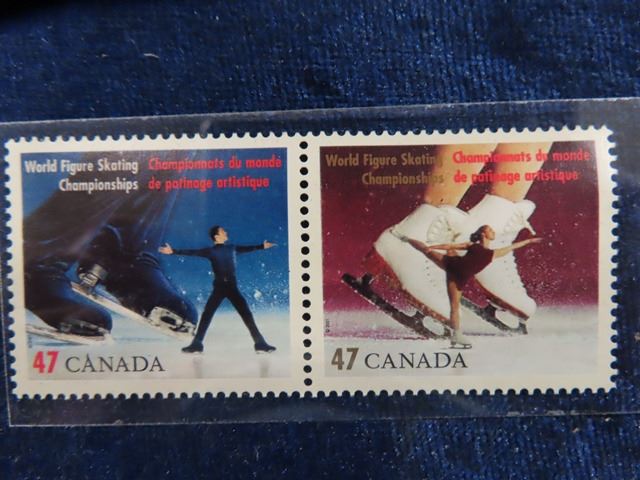 World Figure Skating Championnats du monde
Championships de patinage artistique
47 CANADA
World Figure Skating Championnats du monde
Championships de patinage artistique
47 CANADA